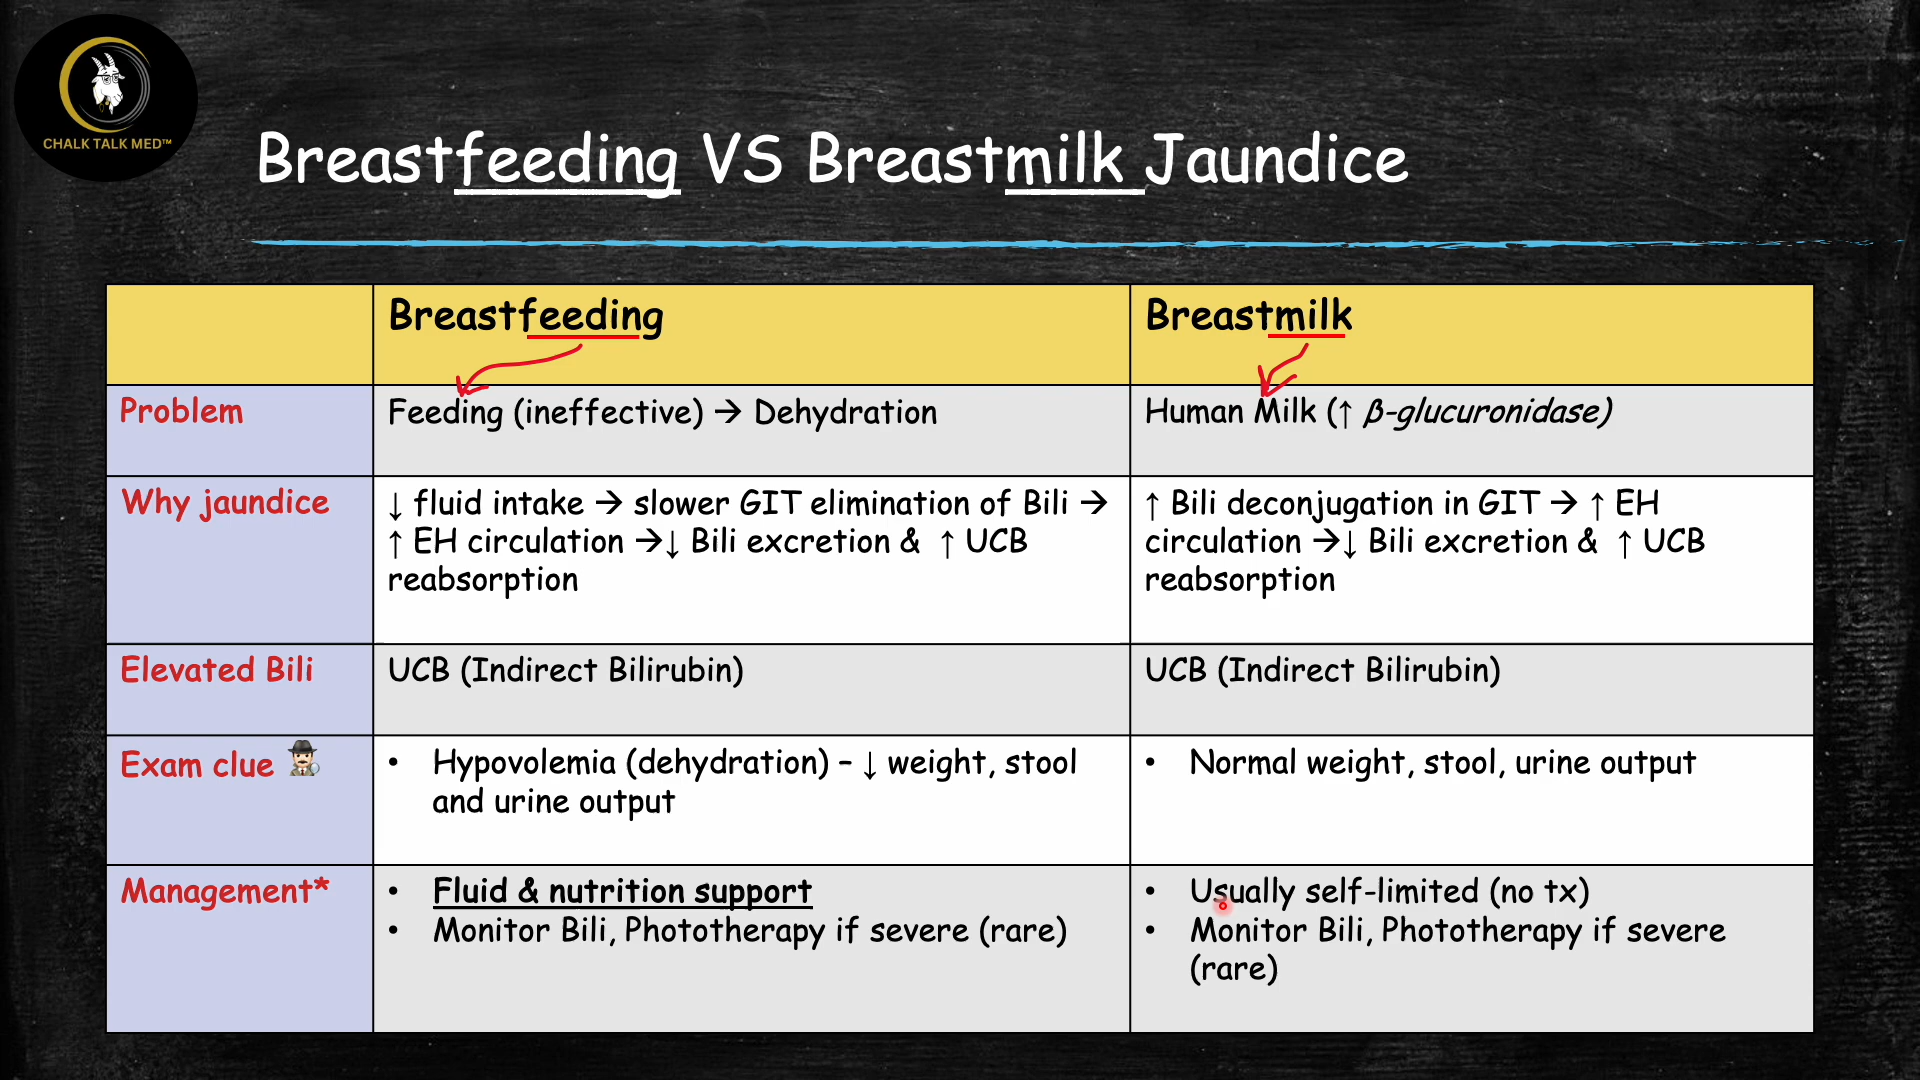 CHALK TALK MED™
Breastfeeding VS Breastmilk Jaundice
Breastfeeding
Breastmilk
Problem
Feeding (ineffective) → Dehydration
Human Milk (↑ β-glucuronidase)
Why jaundice
↓ fluid intake → slower GIT elimination of Bili →
↑ EH circulation →↓ Bili excretion & ↑ UCB
reabsorption
↑ Bili deconjugation in GIT → ↑ EH
circulation →↓ Bili excretion & ↑ UCB
reabsorption
Elevated Bili
UCB (Indirect Bilirubin)
UCB (Indirect Bilirubin)
Exam clue
• Hypovolemia (dehydration) – ↓ weight, stool
and urine output
• Normal weight, stool, urine output
Management*
• Fluid & nutrition support
• Monitor Bili, Phototherapy if severe (rare)
• Usually self-limited (no tx)
• Monitor Bili, Phototherapy if severe
(rare)